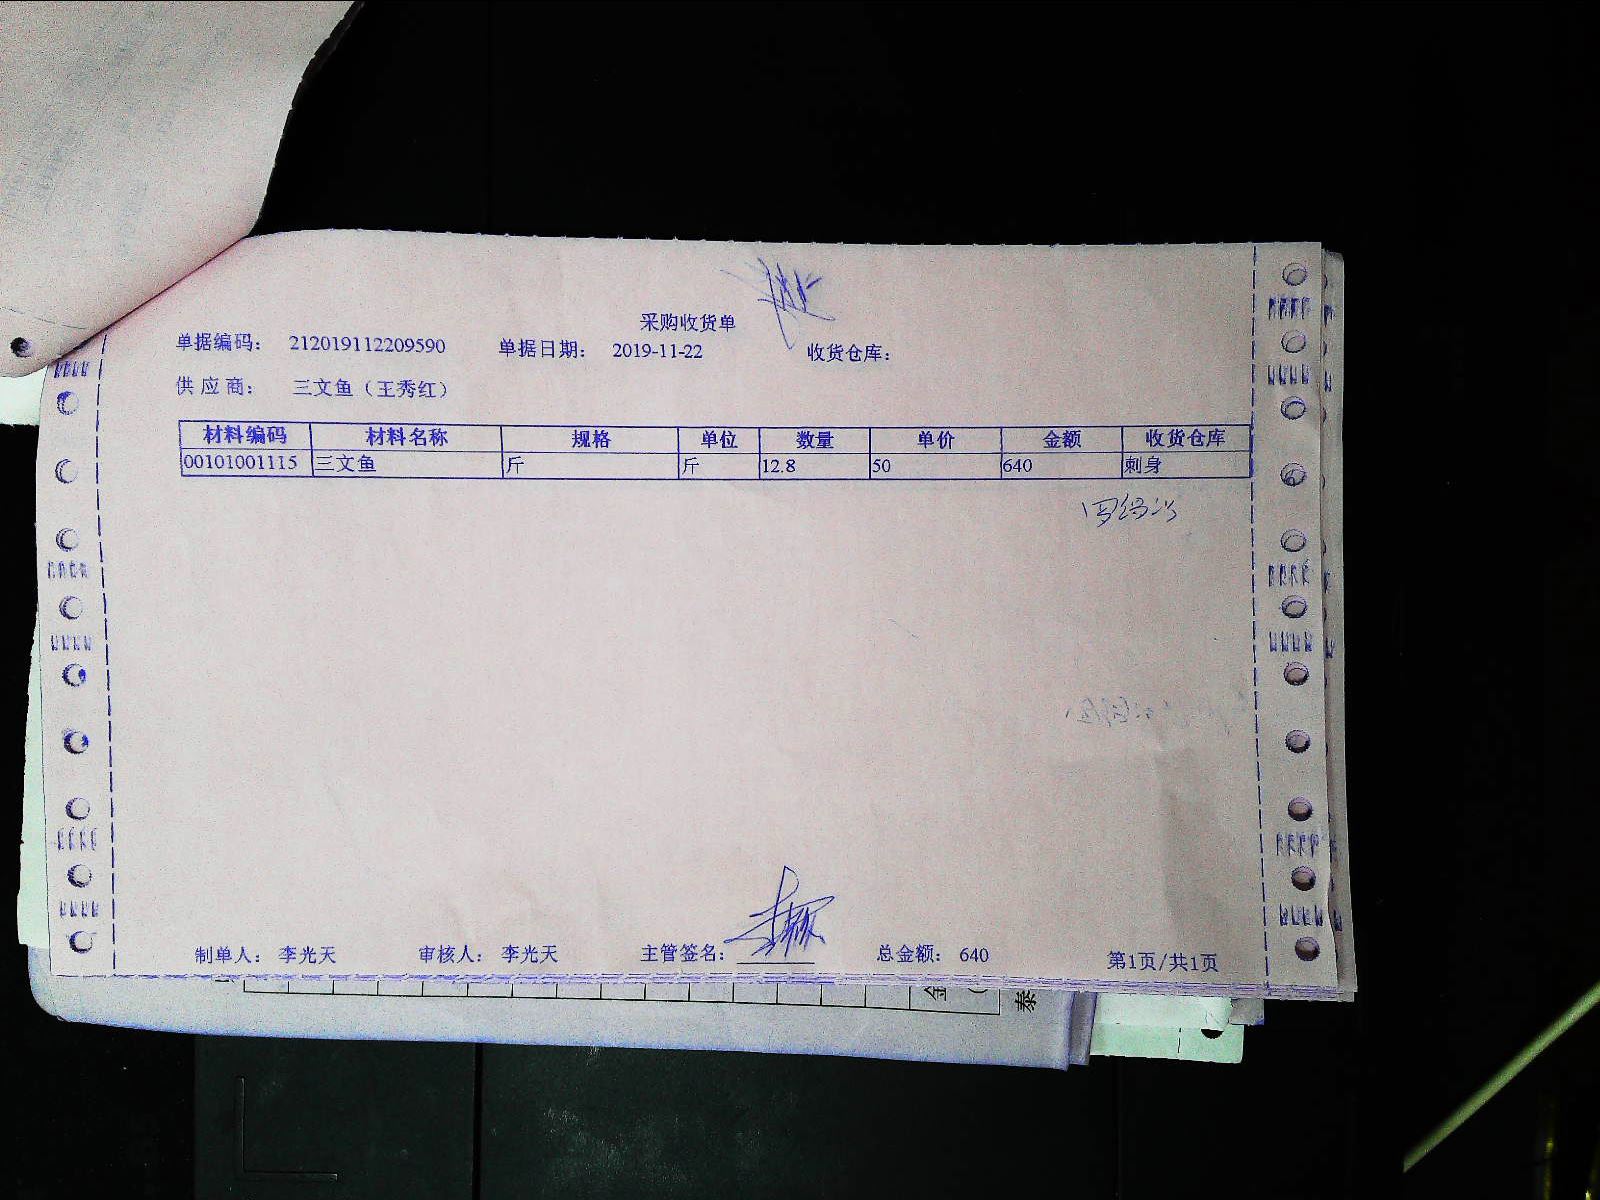 采购收货单
单据编码： 212019112209590 单据日期： 2019-11-22 收货仓库：
供应商： 三文鱼（王秀红）
材料编码 材料名称 规格 单位 数量 单价 金额 收货仓库
00101001115 三文鱼 斤 斤 12.8 50 640 刺身
制单人： 李光天 审核人： 李光天 主管签名： 总金额： 640 第1页/共1页
金
泰